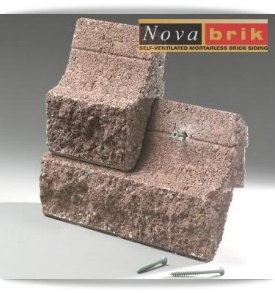 Nova brik
SELF-VENTILATED MORTARLESS BRICK SIDING